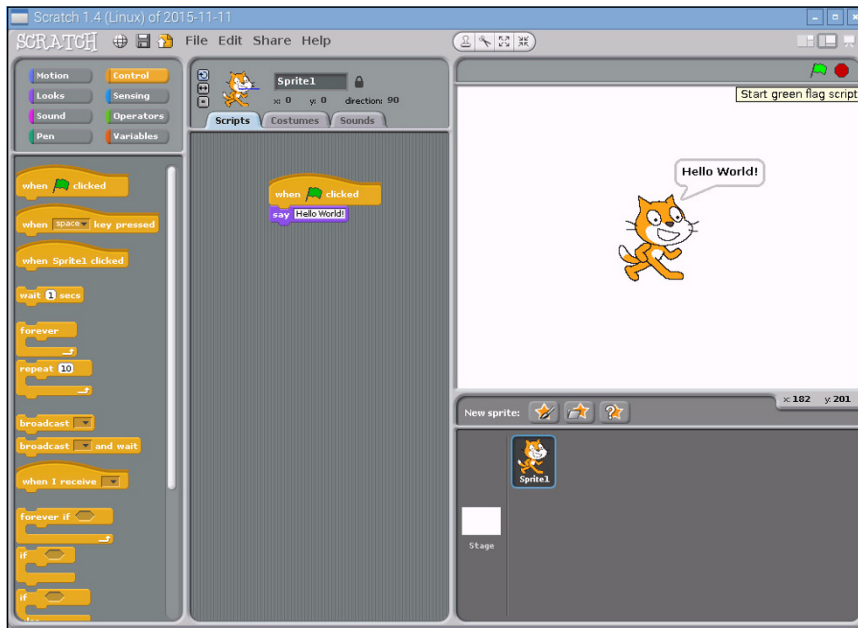 Scratch 1.4 (Linux) of 2015-11-11
SCRATCH File Edit Share Help
Motion Control
Looks Sensing
Sound Operators
Pen Variables
when clicked
when space key pressed
when Sprite1 clicked
wait 1 secs
forever
repeat 10
broadcast
broadcast and wait
when I receive
forever if
if
if
Sprite1
x: 0 y: 0 direction: 90
Scripts Costumes Sounds
when clicked
say Hello World!
Start green flag script
Hello World!
x:182 y:201
New sprite:
Sprite1
Stage